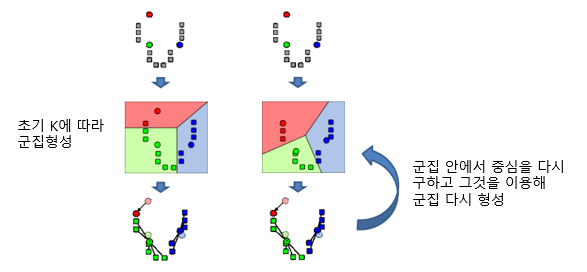 초기 K에 따라
군집형성
군집 안에서 중심을 다시
구하고 그것을 이용해
군집 다시 형성